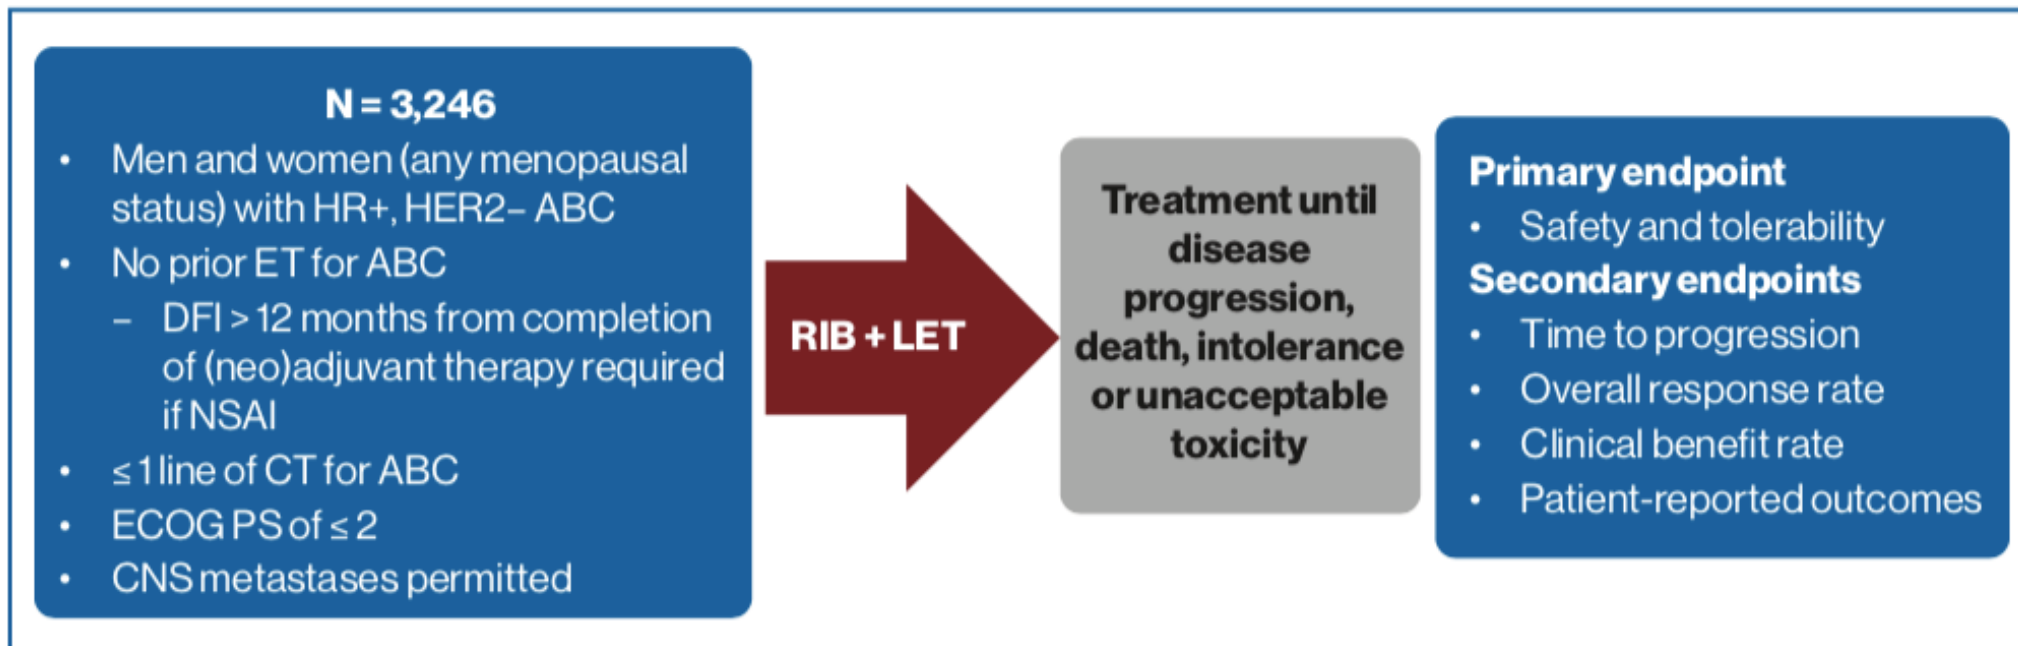 N = 3,246
• Men and women (any menopausal
status) with HR+, HER2– ABC
• No prior ET for ABC
– DFI > 12 months from completion
of (neo)adjuvant therapy required
if NSAI
• ≤ 1 line of CT for ABC
• ECOG PS of ≤ 2
• CNS metastases permitted
RIB + LET
Treatment until
disease
progression,
death, intolerance
or unacceptable
toxicity
Primary endpoint
• Safety and tolerability
Secondary endpoints
• Time to progression
• Overall response rate
• Clinical benefit rate
• Patient-reported outcomes